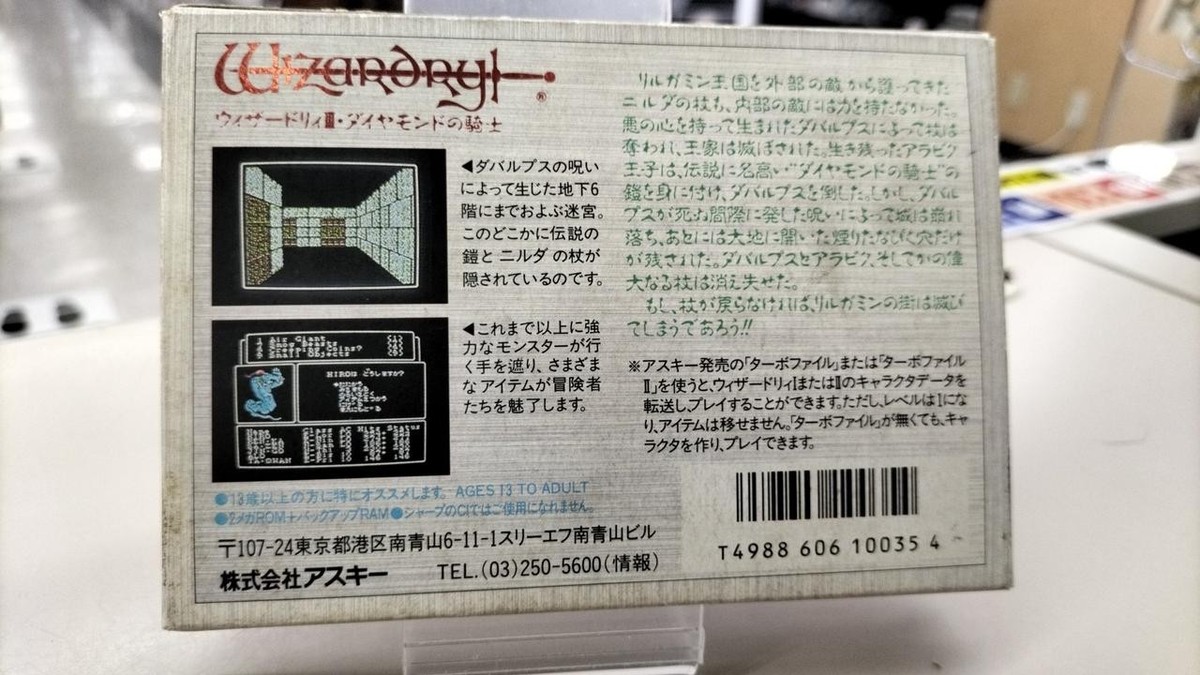 Wizardry
®
ウィザードリィⅢ・ダイヤモンドの騎士
◀ダバルプスの呪い
によって生じた地下6
階にまでおよぶ迷宮。
このどこかに伝説の
鎧とニルダの杖が
隠されているのです。
HIROは どうしますか?
◀これまで以上に強
力なモンスターが行
く手を遮り、さまざま
なアイテムが冒険者
たちを魅了します。
●13歳以上の方に特にオススメします。AGES 13 TO ADULT
●2メガROM+バックアップRAM●シャープのC1ではご使用になれません。
〒107-24東京都港区南青山6-11-1スリーエフ南青山ビル
株式会社アスキー TEL.(03)250-5600(情報)
リルガミン王国を外部の敵から護ってきた
ニルダの杖も、内部の敵には力を持たなかった。
悪の心を持って生まれたダバルプスによって杖は
奪われ、王家は滅ぼされた。生き残ったアラビク
王子は、伝説に名高い“ダイヤモンドの騎士”の
鎧を身に付け、ダバルプスを倒した。しかし、ダバル
プスが死ぬ間際に発した呪いによって城は崩れ
落ち、あとには大地に開いた煙りたなびく穴だけ
が残された。ダバルプスとアラビク、そしてかの偉
大なる杖は消え失せた。
もし、杖が戻らなければ、リルガミンの街は滅び
てしまうであろう!!
※アスキー発売の「ターボファイル」または「ターボファイル
Ⅱ」を使うと、ウィザードリィⅠまたはⅡのキャラクタデータを
転送し、プレイすることができます。ただし、レベルは1にな
り、アイテムは移せません。「ターボファイル」が無くても、キャ
ラクタを作り、プレイできます。
T4988 606 10035 4